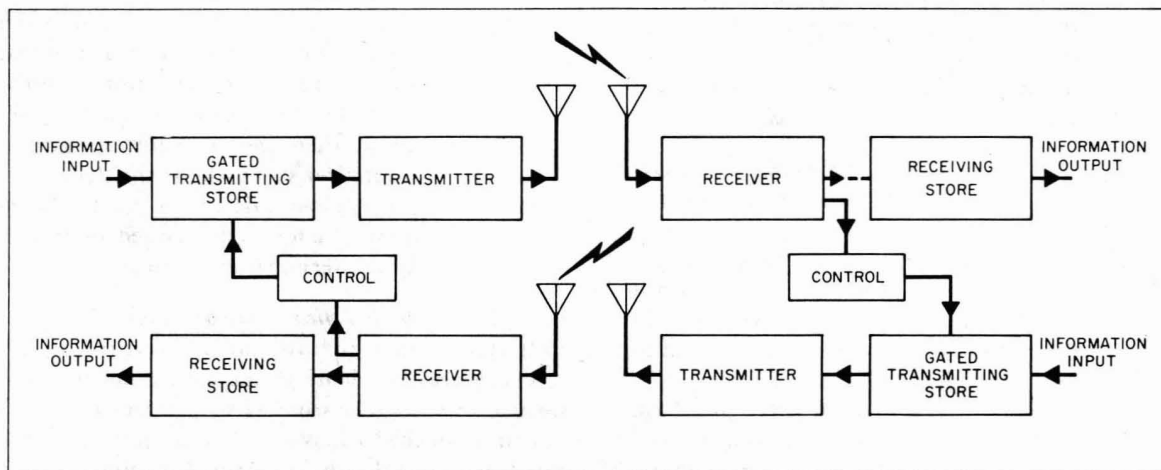 INFORMATION
INPUT
GATED
TRANSMITTING
STORE
TRANSMITTER
RECEIVER
RECEIVING
STORE
INFORMATION
OUTPUT
CONTROL
CONTROL
INFORMATION
OUTPUT
RECEIVING
STORE
RECEIVER
TRANSMITTER
GATED
TRANSMITTING
STORE
INFORMATION
INPUT